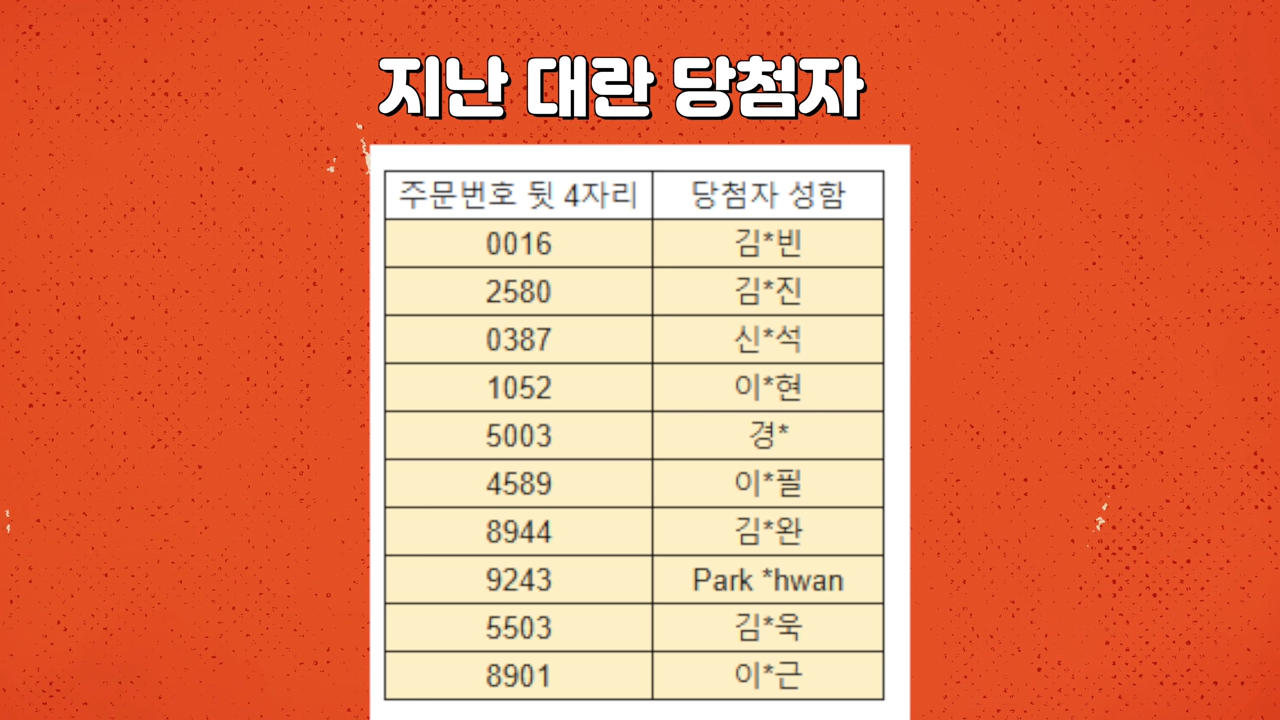 지난 대란 당첨자
주문번호 뒷 4자리 당첨자 성함
0016 김*빈
2580 김*진
0387 신*석
1052 이*현
5003 경*
4589 이*필
8944 김*완
9243 Park *hwan
5503 김*욱
8901 이*근